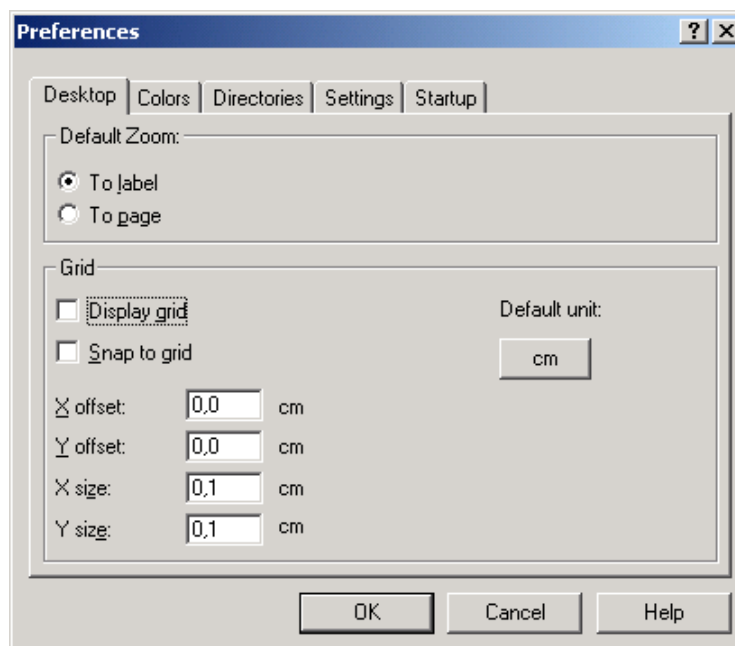 Preferences
Desktop Colors Directories Settings Startup
Default Zoom:
To label
To page
Grid
Display grid
Default unit:
Snap to grid
cm
X offset: 0,0 cm
Y offset: 0,0 cm
X size: 0,1 cm
Y size: 0,1 cm
OK Cancel Help